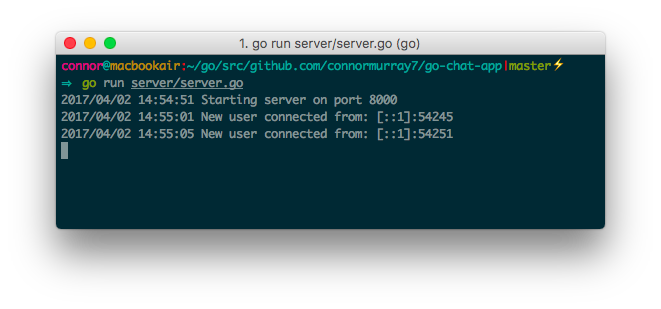 1. go run server/server.go (go)
connor@macbookair:~/go/src/github.com/connormurray7/go-chat-app|master⚡
⇒ go run server/server.go
2017/04/02 14:54:51 Starting server on port 8000
2017/04/02 14:55:01 New user connected from: [::1]:54245
2017/04/02 14:55:05 New user connected from: [::1]:54251